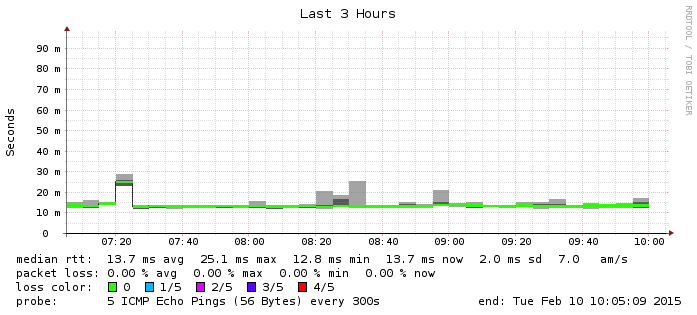 Last 3 Hours
RRDTOOL / TOBI OETIKER
Seconds
90 m
80 m
70 m
60 m
50 m
40 m
30 m
20 m
10 m
0
07:20 07:40 08:00 08:20 08:40 09:00 09:20 09:40 10:00
median rtt: 13.7 ms avg 25.1 ms max 12.8 ms min 13.7 ms now 2.0 ms sd 7.0 am/s
packet loss: 0.00 % avg 0.00 % max 0.00 % min 0.00 % now
loss color: 0 1/5 2/5 3/5 4/5
probe: 5 ICMP Echo Pings (56 Bytes) every 300s end: Tue Feb 10 10:05:09 2015